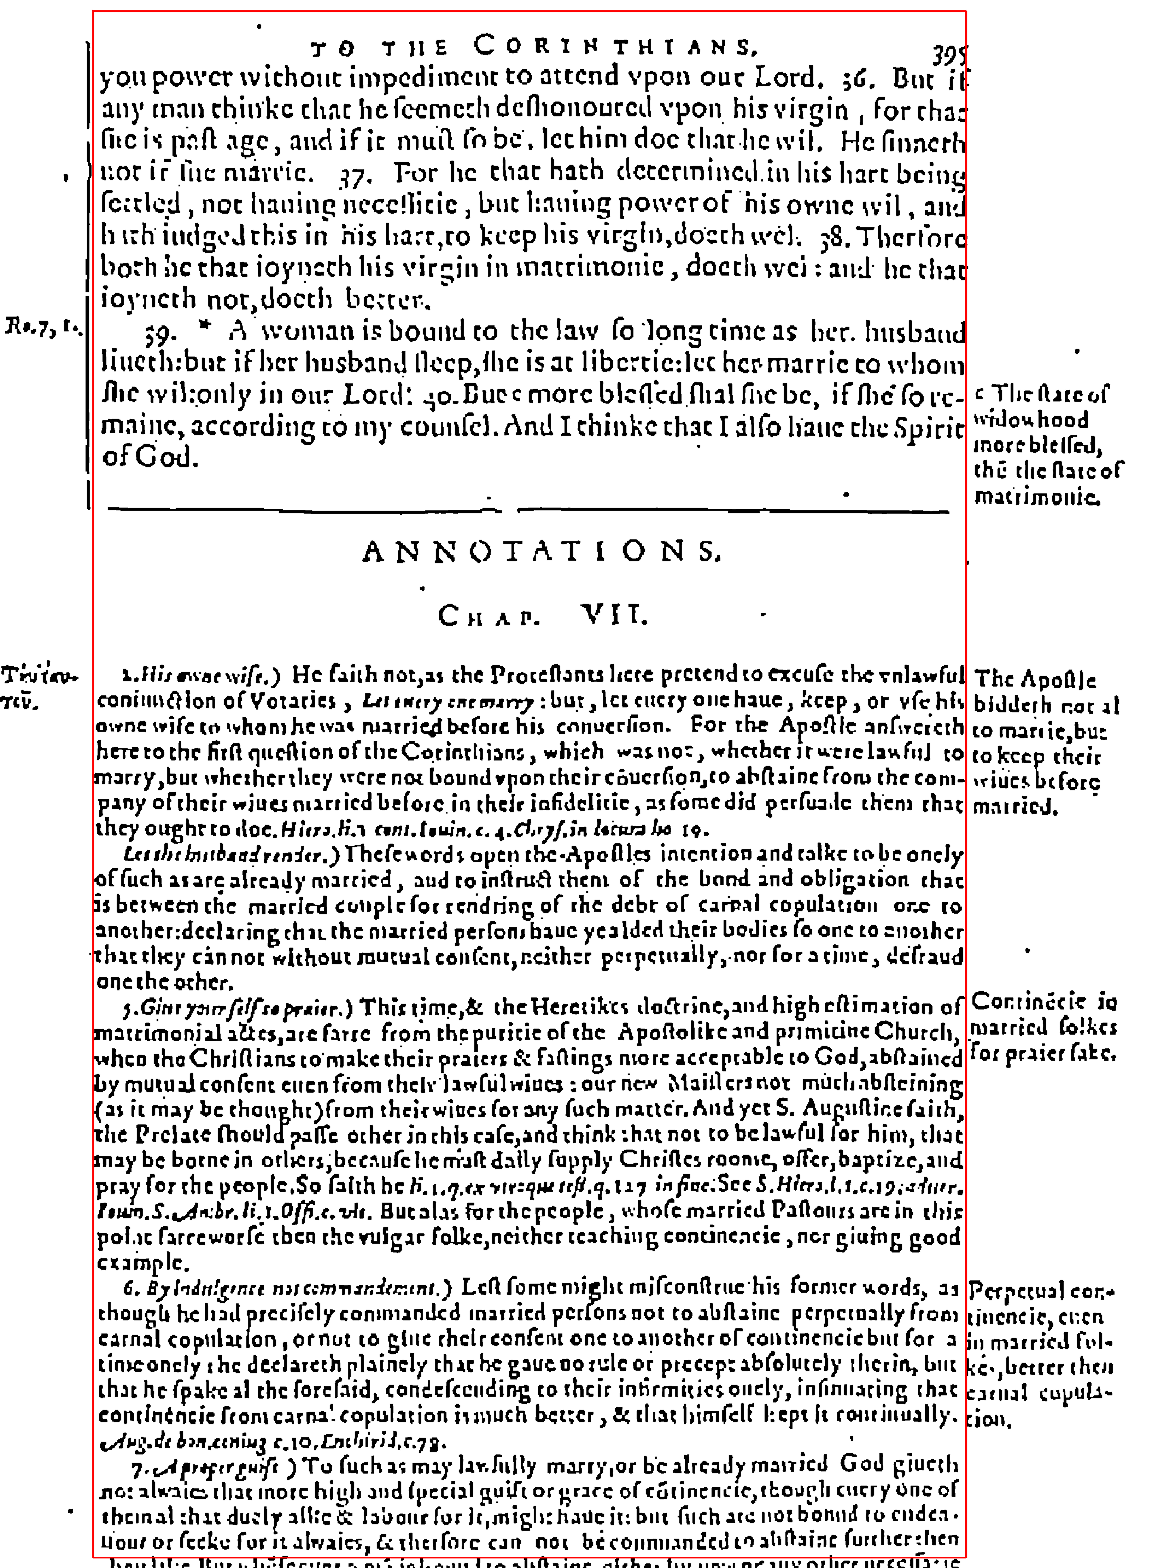 TO THE CORINTHIANS. 395
you power without impediment to attend vpon our Lord. 36. But if
any man thinke that he ſeemeth deſhonoured vpon his virgin, for that
ſhe is paſt age, and if it muſt ſo be, let him doe that he wil. He ſinneth
not if ſhe marrie. 37. For he that hath determined in his hart being
ſettled, not hauing neceſſitie, but hauing power of his owne wil, and
hath iudged this in his hart, to keep his virgin, doeth wel. 38. Therfore
both he that ioyneth his virgin in matrimonie, doeth wel: and he that
ioyneth not, doeth better.
Ro. 7, 1.
39. * A woman is bound to the law ſo long time as her husband
liueth: but if her husband ſleep, ſhe is at libertie: let her marrie to whom
ſhe wil: only in our Lord: 40. But c more bleſſed ſhal ſhe be, if ſhe ſo re-
maine, according to my counſel. And I thinke that I alſo haue the Spirit
of God.
c The ſtate of
widowhood
more bleſſed,
thē the ſtate of
matrimonie.
ANNOTATIONS.
CHAP. VII.
2. His owne wife.) He ſaith not, as the Proteſtants here pretend to excuſe the vnlawful
coniunction of Votaries, Let euery one marry: but, let euery one haue, keep, or vſe his
owne wife to whom he was married before his conuerſion. For the Apoſtle anſwereth
here to the firſt queſtion of the Corinthians, which was not, whether it were lawful to
marry, but whether they were not bound vpon their cōuerſion, to abſtaine from the com-
pany of their wiues married before in their infidelitie, as ſome did perſuade them that
they ought to doe. Hiero. li. 1 cont. Iouin. c. 4. Chryſ. in ho 19.
The Apoſtle
biddeth not al
to marrie, but
to keep their
wiues before
married.
Let the husband render.) Theſe words open the Apoſtles intention and talke to be onely
of ſuch as are already married, and to inſtruct them of the bond and obligation that
is between the married couple for rendring of the debt of carnal copulation one to
another: declaring that the married perſons haue yealded their bodies ſo one to another
that they can not without mutual conſent, neither perpetually, nor for a time, defraud
one the other.
5. Giue your ſelf to praier.) This time, & the Heretikes doctrine, and high eſtimation of
matrimonial actes, are farre from the puritie of the Apoſtolike and primitiue Church,
when the Chriſtians to make their praiers & faſtings more acceptable to God, abſtained
by mutual conſent euen from their lawful wiues: our new Maiſters not much abſteining
(as it may be thought) from their wiues for any ſuch matter. And yet S. Auguſtine ſaith,
the Prelate ſhould paſſe other in this caſe, and think that not to be lawful for him, that
may be borne in others, becauſe he muſt daily ſupply Chriſtes roome, offer, baptize, and
pray for the people. So ſaith he li. 1. q. ex vtroque teſt. q. 127 in fine. See S. Hiero. l. 1. c. 19. aduer.
Iouin. S. Ambr. li. 1. Offi. c. vlt. But alas for the people, whoſe married Paſtours are in this
point farre worſe then the vulgar folke, neither teaching continencie, nor giuing good
example.
Continēcie in
married folkes
for praier ſake.
6. By Indulgence not commandement.) Leſt ſome might miſconſtrue his former words, as
though he had preciſely commanded married perſons not to abſtaine perpetually from
carnal copulation, or not to giue their conſent one to another of continencie but for a
time onely: he declareth plainely that he gaue no rule or precept abſolutely therin, but
that he ſpake al the foreſaid, condeſcending to their infirmities onely, inſinuating that
continencie from carnal copulation is much better, & that himſelf kept it continually.
Aug. de bon. coniug c. 10. Enchirid. c. 78.
Perpetual con-
tinencie, euen
in married fol-
kes, better then
carnal copula-
tion.
7. A proper guift) To ſuch as may lawfully marry, or be already married God giueth
not alwaies that more high and ſpecial guift or grace of cōtinencie, though euery one of
them al that duely aſke & labour for it, might haue it: but ſuch are not bound to endea-
uour or ſeeke for it alwaies, & therfore can not be commanded to abſtaine further then